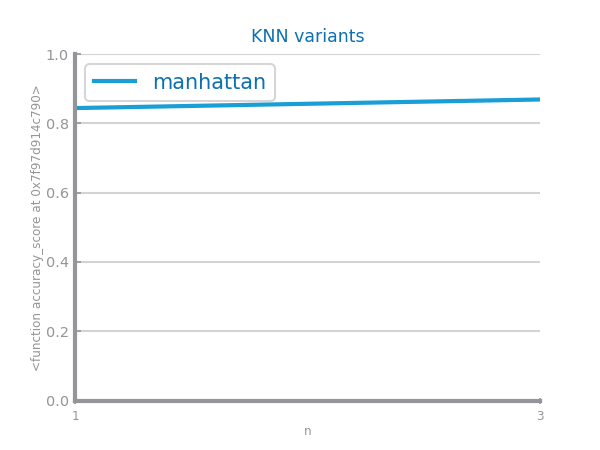 KNN variants
manhattan
<function accuracy_score at 0x7f97d914c790>
1.0
0.8
0.6
0.4
0.2
0.0
1
3
n